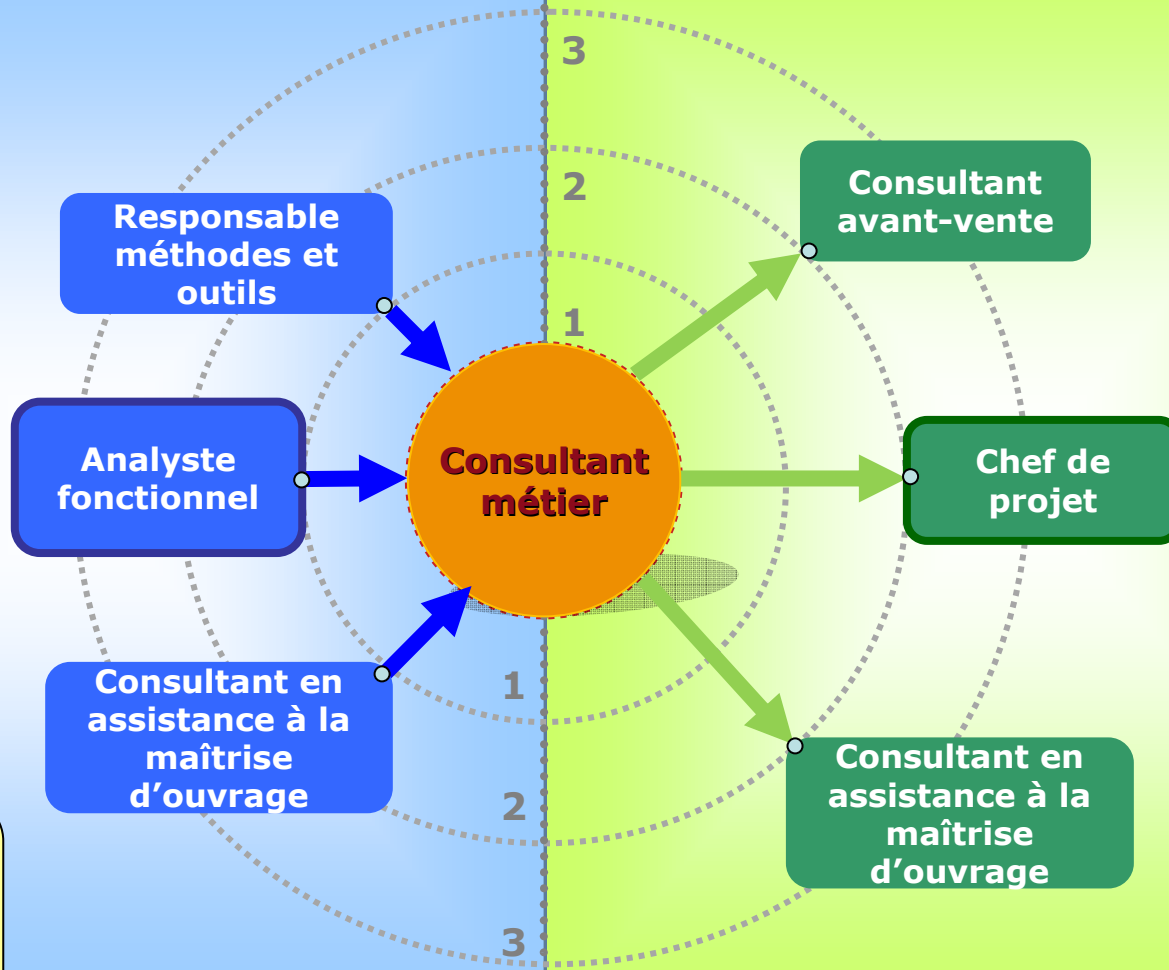 3
2
1
Responsable
méthodes et
outils
Analyste
fonctionnel
Consultant en
assistance à la
maîtrise
d’ouvrage
Consultant
métier
Consultant
avant-vente
Chef de
projet
Consultant en
assistance à la
maîtrise
d’ouvrage
1
2
3